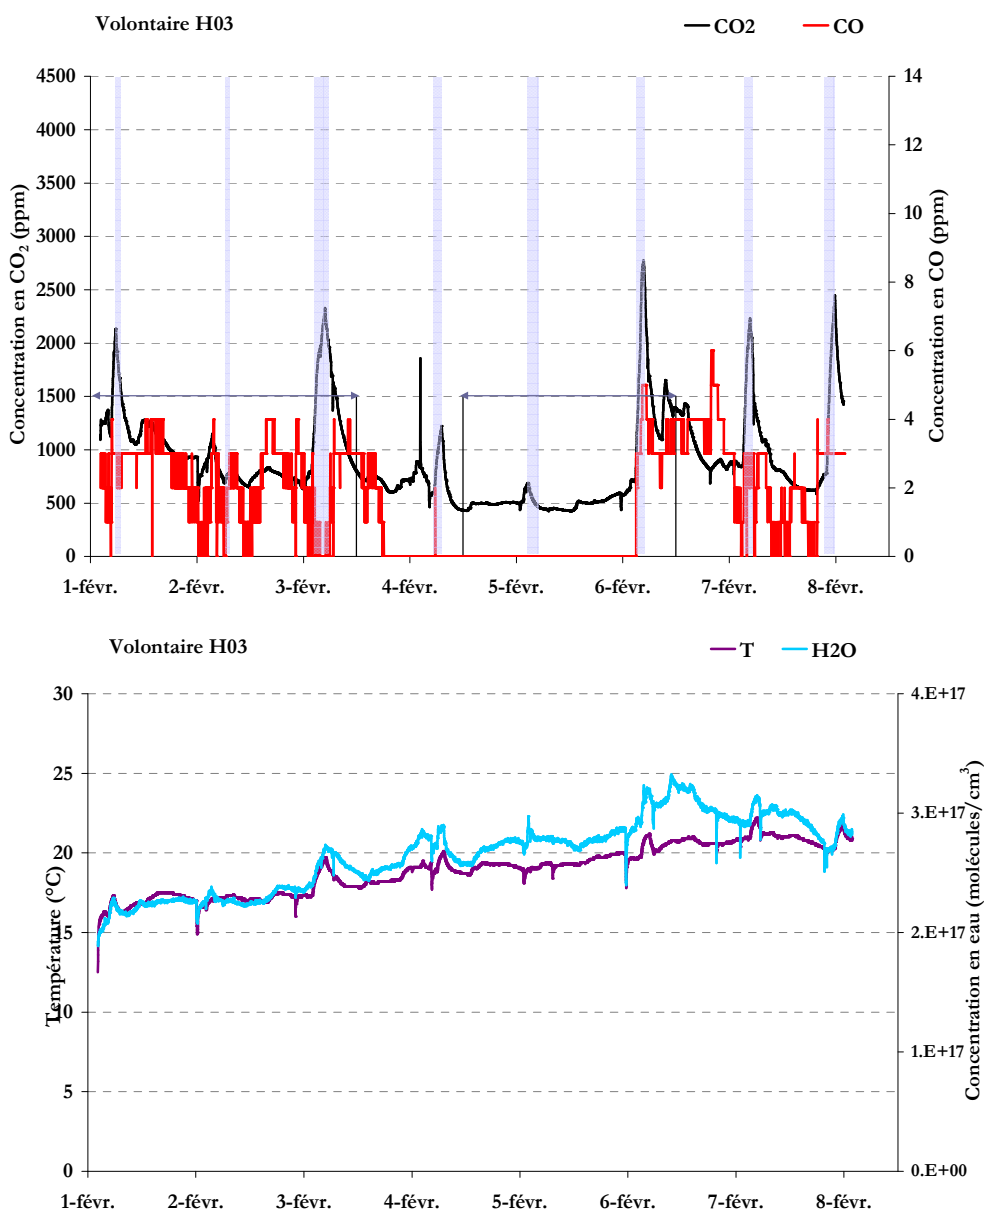 Volontaire H03
CO2 CO
Concentration en CO₂ (ppm)
4500
4000
3500
3000
2500
2000
1500
1000
500
0
14
12
10
8
6
4
2
0
Concentration en CO (ppm)
1-févr. 2-févr. 3-févr. 4-févr. 5-févr. 6-févr. 7-févr. 8-févr.
Volontaire H03
T H2O
Température (°C)
30
25
20
15
10
5
0
4.E+17
3.E+17
2.E+17
1.E+17
0.E+00
Concentration en eau (molécules/cm³)
1-févr. 2-févr. 3-févr. 4-févr. 5-févr. 6-févr. 7-févr. 8-févr.